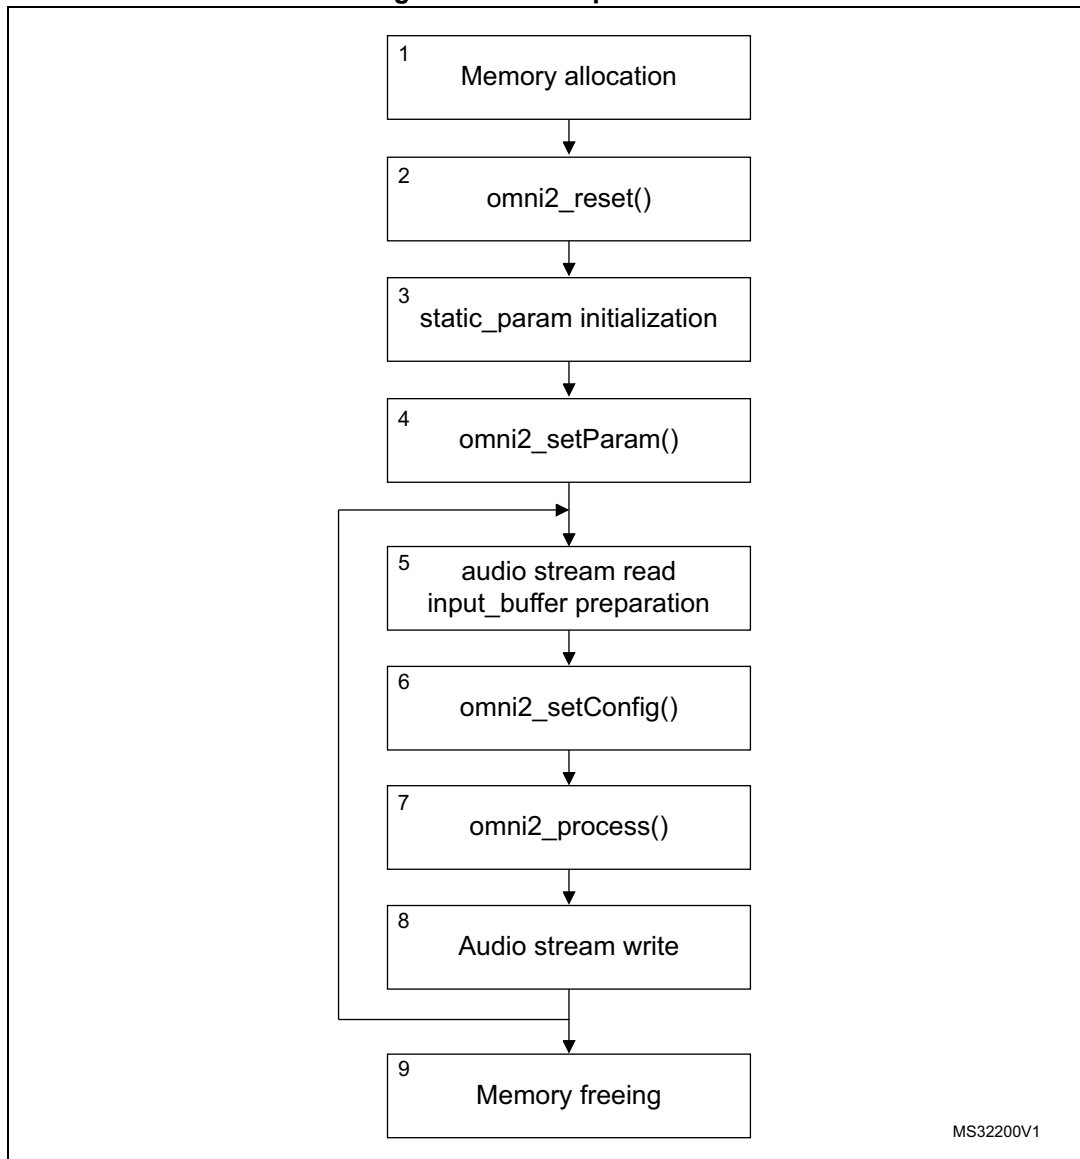 1
Memory allocation
2
omni2_reset()
3
static_param initialization
4
omni2_setParam()
5
audio stream read
input_buffer preparation
6
omni2_setConfig()
7
omni2_process()
8
Audio stream write
9
Memory freeing
MS32200V1